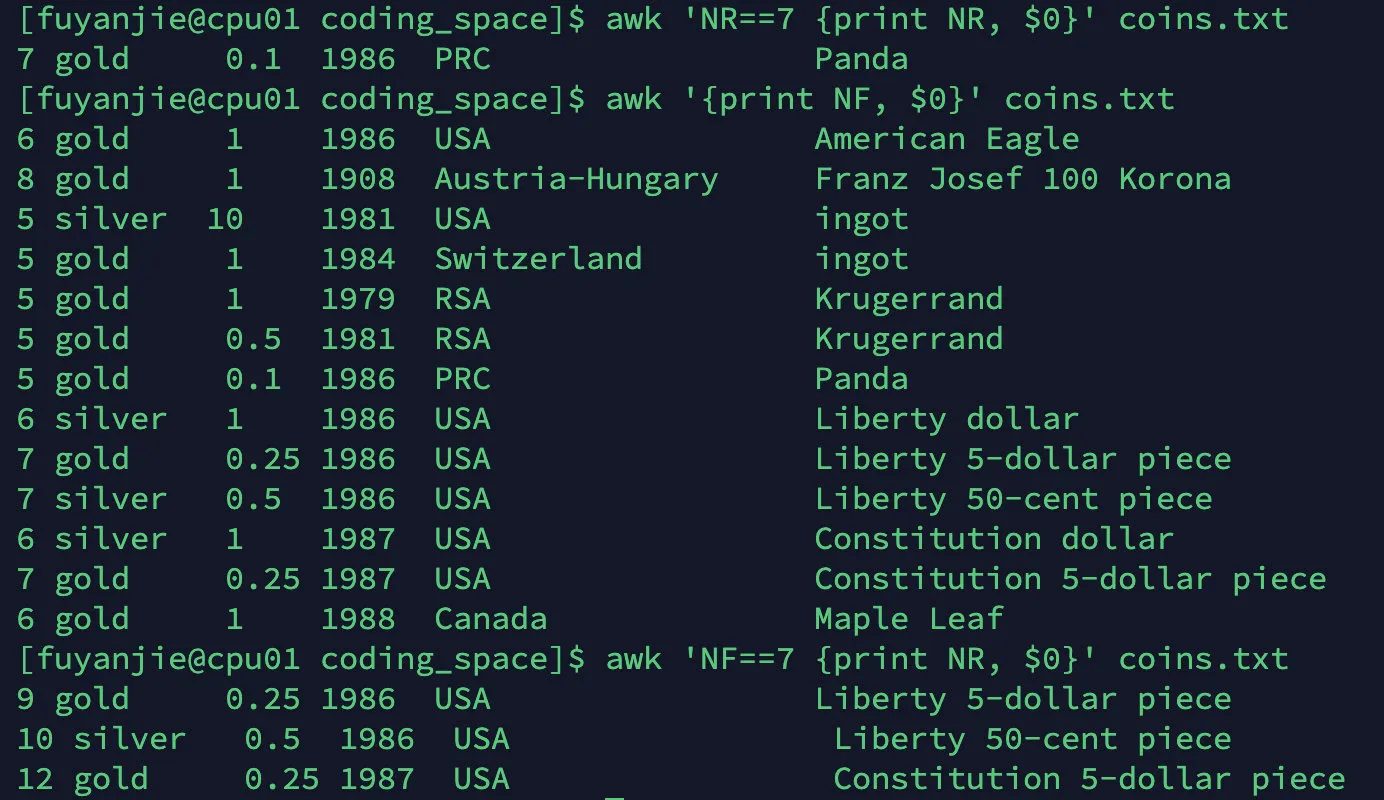 [fuyanjie@cpu01 coding_space]$ awk 'NR==7 {print NR, $0}' coins.txt
7 gold     0.1  1986  PRC                 Panda
[fuyanjie@cpu01 coding_space]$ awk '{print NF, $0}' coins.txt
6 gold     1    1986  USA                 American Eagle
8 gold     1    1908  Austria-Hungary     Franz Josef 100 Korona
5 silver  10    1981  USA                 ingot
5 gold     1    1984  Switzerland         ingot
5 gold     1    1979  RSA                 Krugerrand
5 gold     0.5  1981  RSA                 Krugerrand
5 gold     0.1  1986  PRC                 Panda
6 silver   1    1986  USA                 Liberty dollar
7 gold     0.25 1986  USA                 Liberty 5-dollar piece
7 silver   0.5  1986  USA                 Liberty 50-cent piece
6 silver   1    1987  USA                 Constitution dollar
7 gold     0.25 1987  USA                 Constitution 5-dollar piece
6 gold     1    1988  Canada              Maple Leaf
[fuyanjie@cpu01 coding_space]$ awk 'NF==7 {print NR, $0}' coins.txt
9 gold     0.25 1986  USA                 Liberty 5-dollar piece
10 silver   0.5  1986  USA                 Liberty 50-cent piece
12 gold     0.25 1987  USA                 Constitution 5-dollar piece